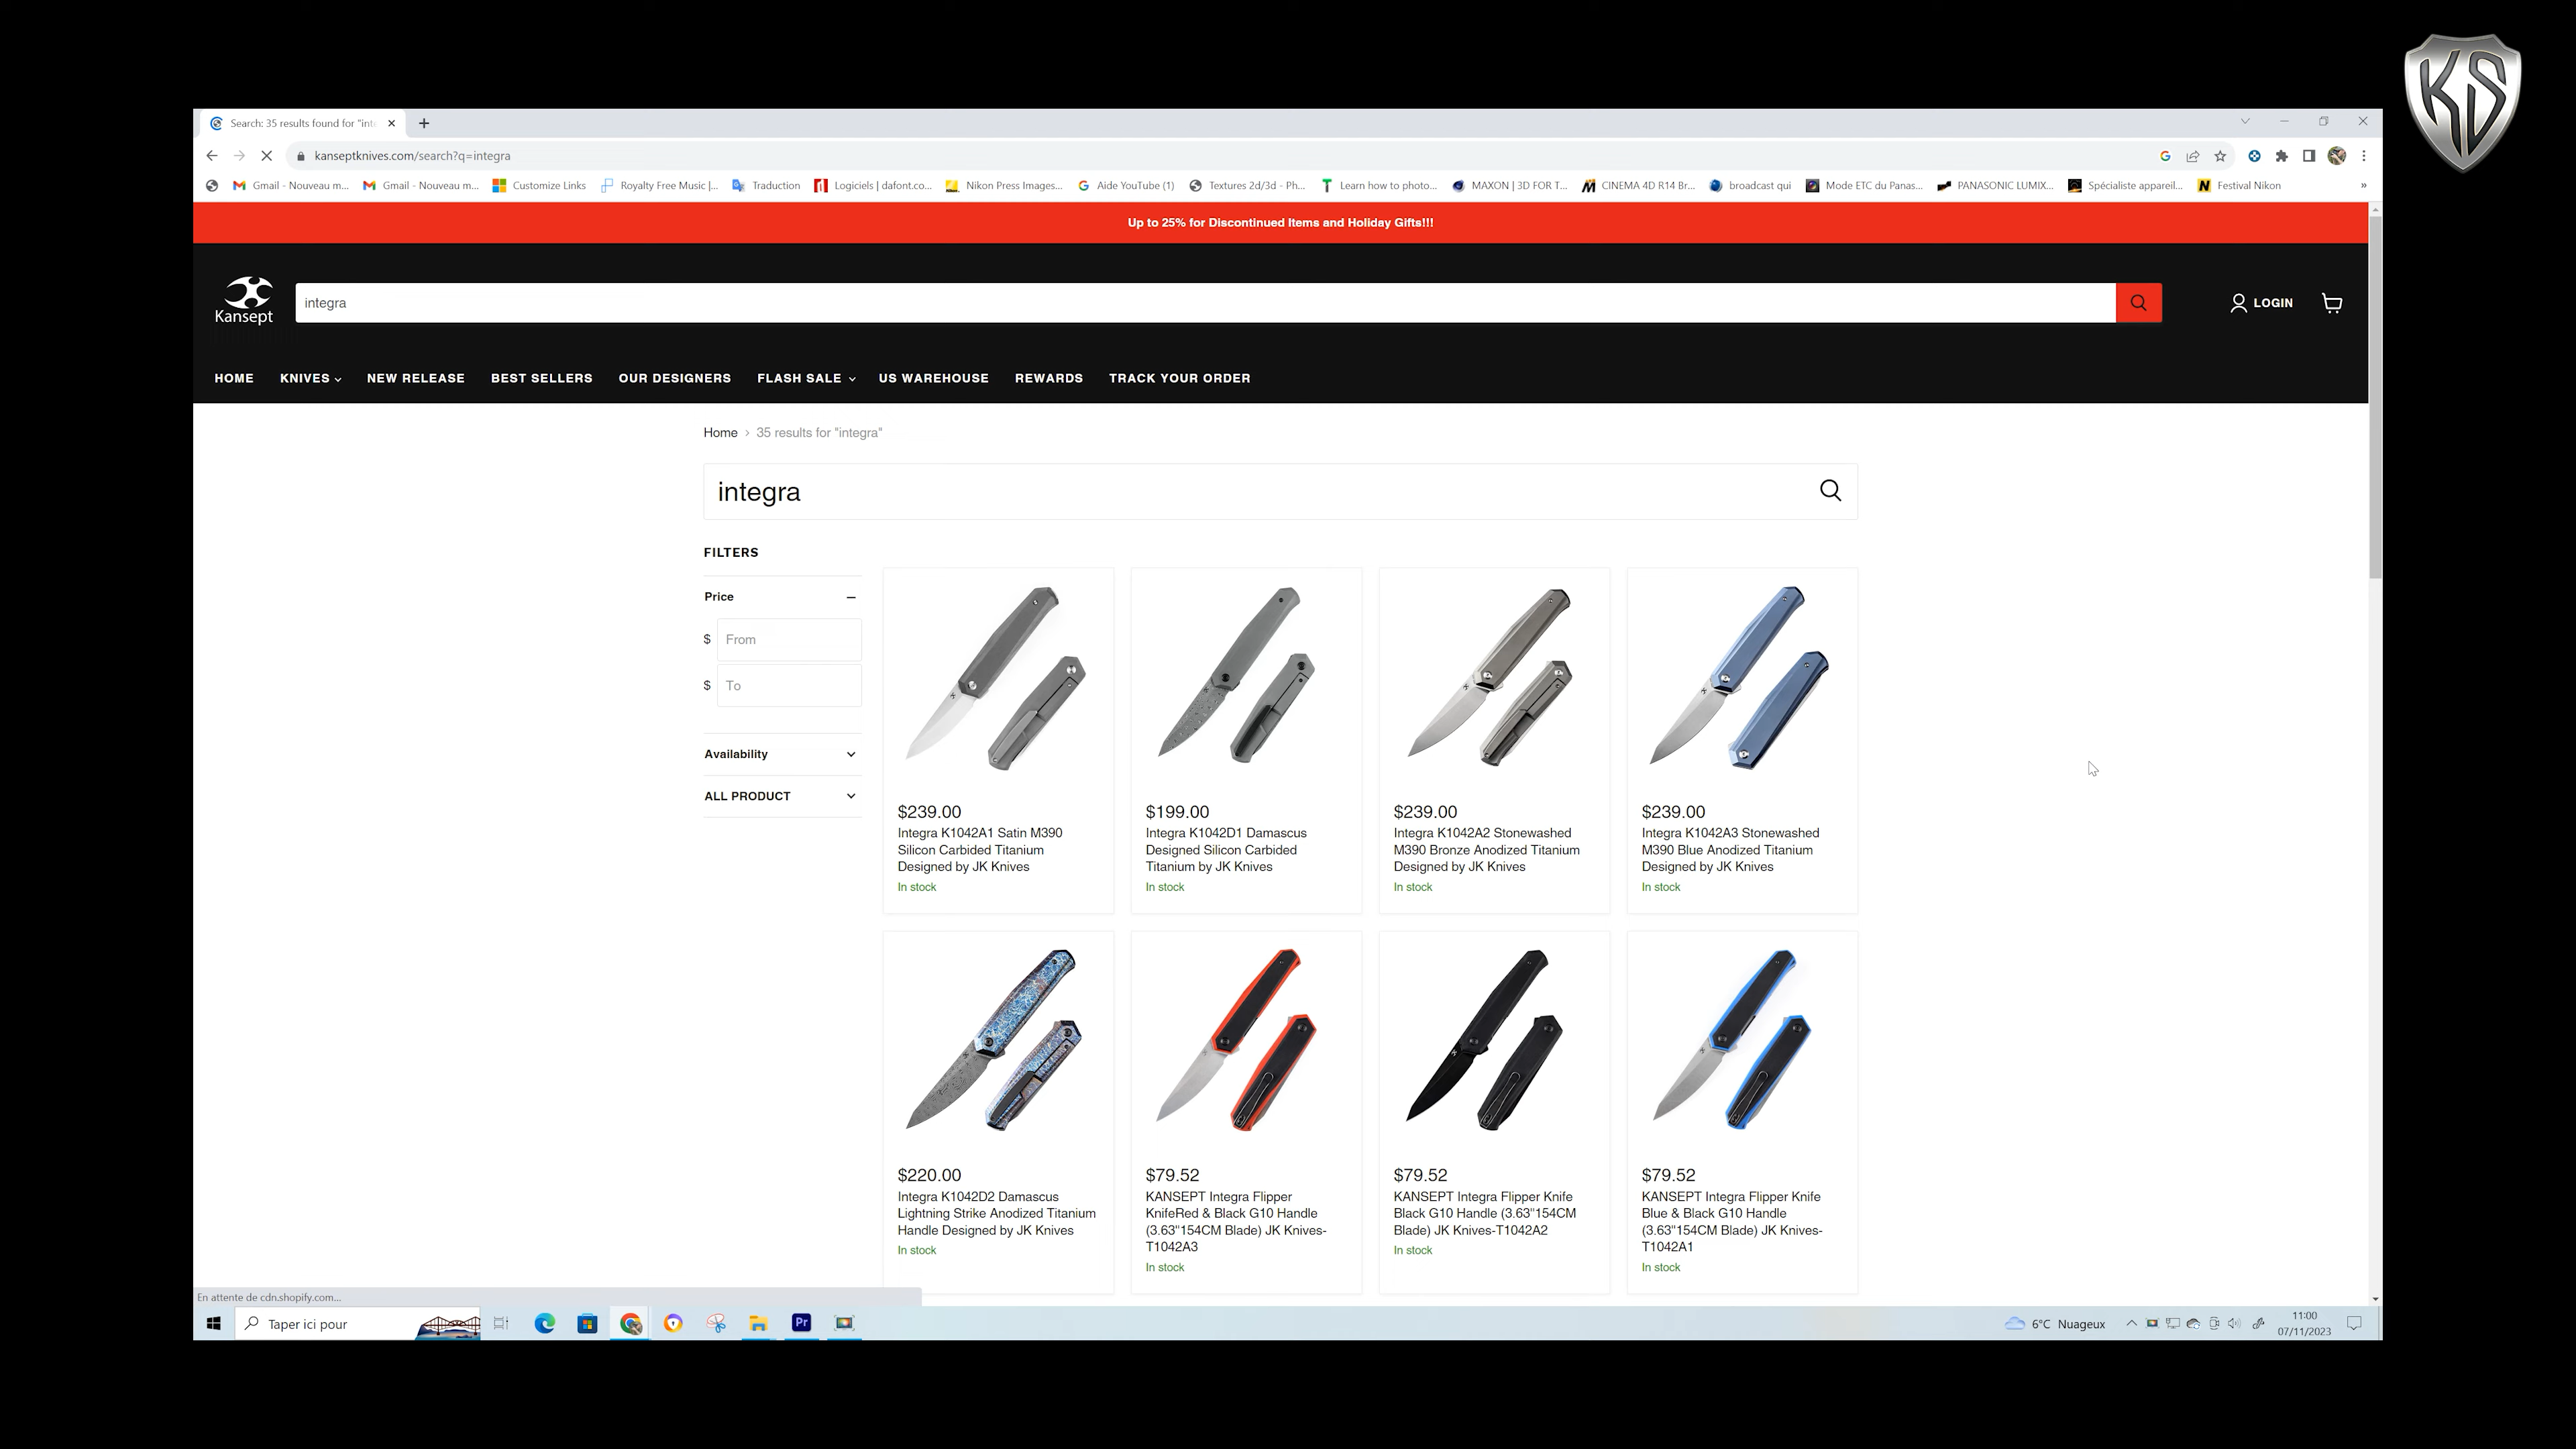 KS
Search: 35 results found for "inte
kanseptknives.com/search?q=integra
Gmail - Nouveau m...
Gmail - Nouveau m...
Customize Links
Royalty Free Music |...
Traduction
Logiciels | dafont.co...
Nikon Press Images...
Aide YouTube (1)
Textures 2d/3d - Ph...
Learn how to photo...
MAXON | 3D FOR T...
CINEMA 4D R14 Br...
broadcast qui
Mode ETC du Panas...
PANASONIC LUMIX...
Spécialiste appareil...
Festival Nikon
»
Up to 25% for Discontinued Items and Holiday Gifts!!!
Kansept
integra
LOGIN
HOME
KNIVES
NEW RELEASE
BEST SELLERS
OUR DESIGNERS
FLASH SALE
US WAREHOUSE
REWARDS
TRACK YOUR ORDER
Home › 35 results for "integra"
integra
FILTERS
Price
$ From
$ To
Availability
ALL PRODUCT
$239.00
Integra K1042A1 Satin M390
Silicon Carbided Titanium
Designed by JK Knives
In stock
$199.00
Integra K1042D1 Damascus
Designed Silicon Carbided
Titanium by JK Knives
In stock
$239.00
Integra K1042A2 Stonewashed
M390 Bronze Anodized Titanium
Designed by JK Knives
In stock
$239.00
Integra K1042A3 Stonewashed
M390 Blue Anodized Titanium
Designed by JK Knives
In stock
$220.00
Integra K1042D2 Damascus
Lightning Strike Anodized Titanium
Handle Designed by JK Knives
In stock
$79.52
KANSEPT Integra Flipper
KnifeRed & Black G10 Handle
(3.63"154CM Blade) JK Knives-
T1042A3
In stock
$79.52
KANSEPT Integra Flipper Knife
Black G10 Handle (3.63"154CM
Blade) JK Knives-T1042A2
In stock
$79.52
KANSEPT Integra Flipper Knife
Blue & Black G10 Handle
(3.63"154CM Blade) JK Knives-
T1042A1
In stock
En attente de cdn.shopify.com...
Taper ici pour
Pr
6°C Nuageux
11:00
07/11/2023